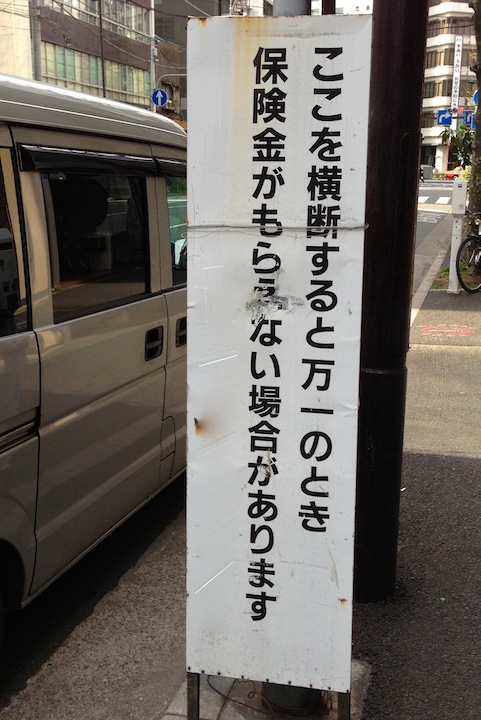 ここを横断すると万一のとき
保険金がもらえない場合があります